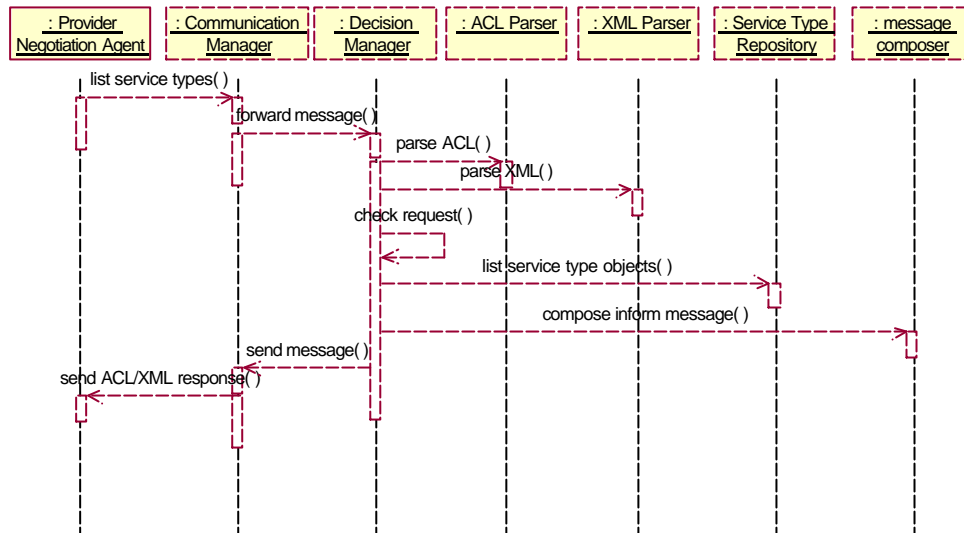 : Provider
Negotiation Agent
: Communication
Manager
: Decision
Manager
: ACL Parser
: XML Parser
: Service Type
Repository
: message
composer
list service types( )
forward message( )
parse ACL( )
parse XML( )
check request( )
list service type objects( )
compose inform message( )
send message( )
send ACL/XML response( )